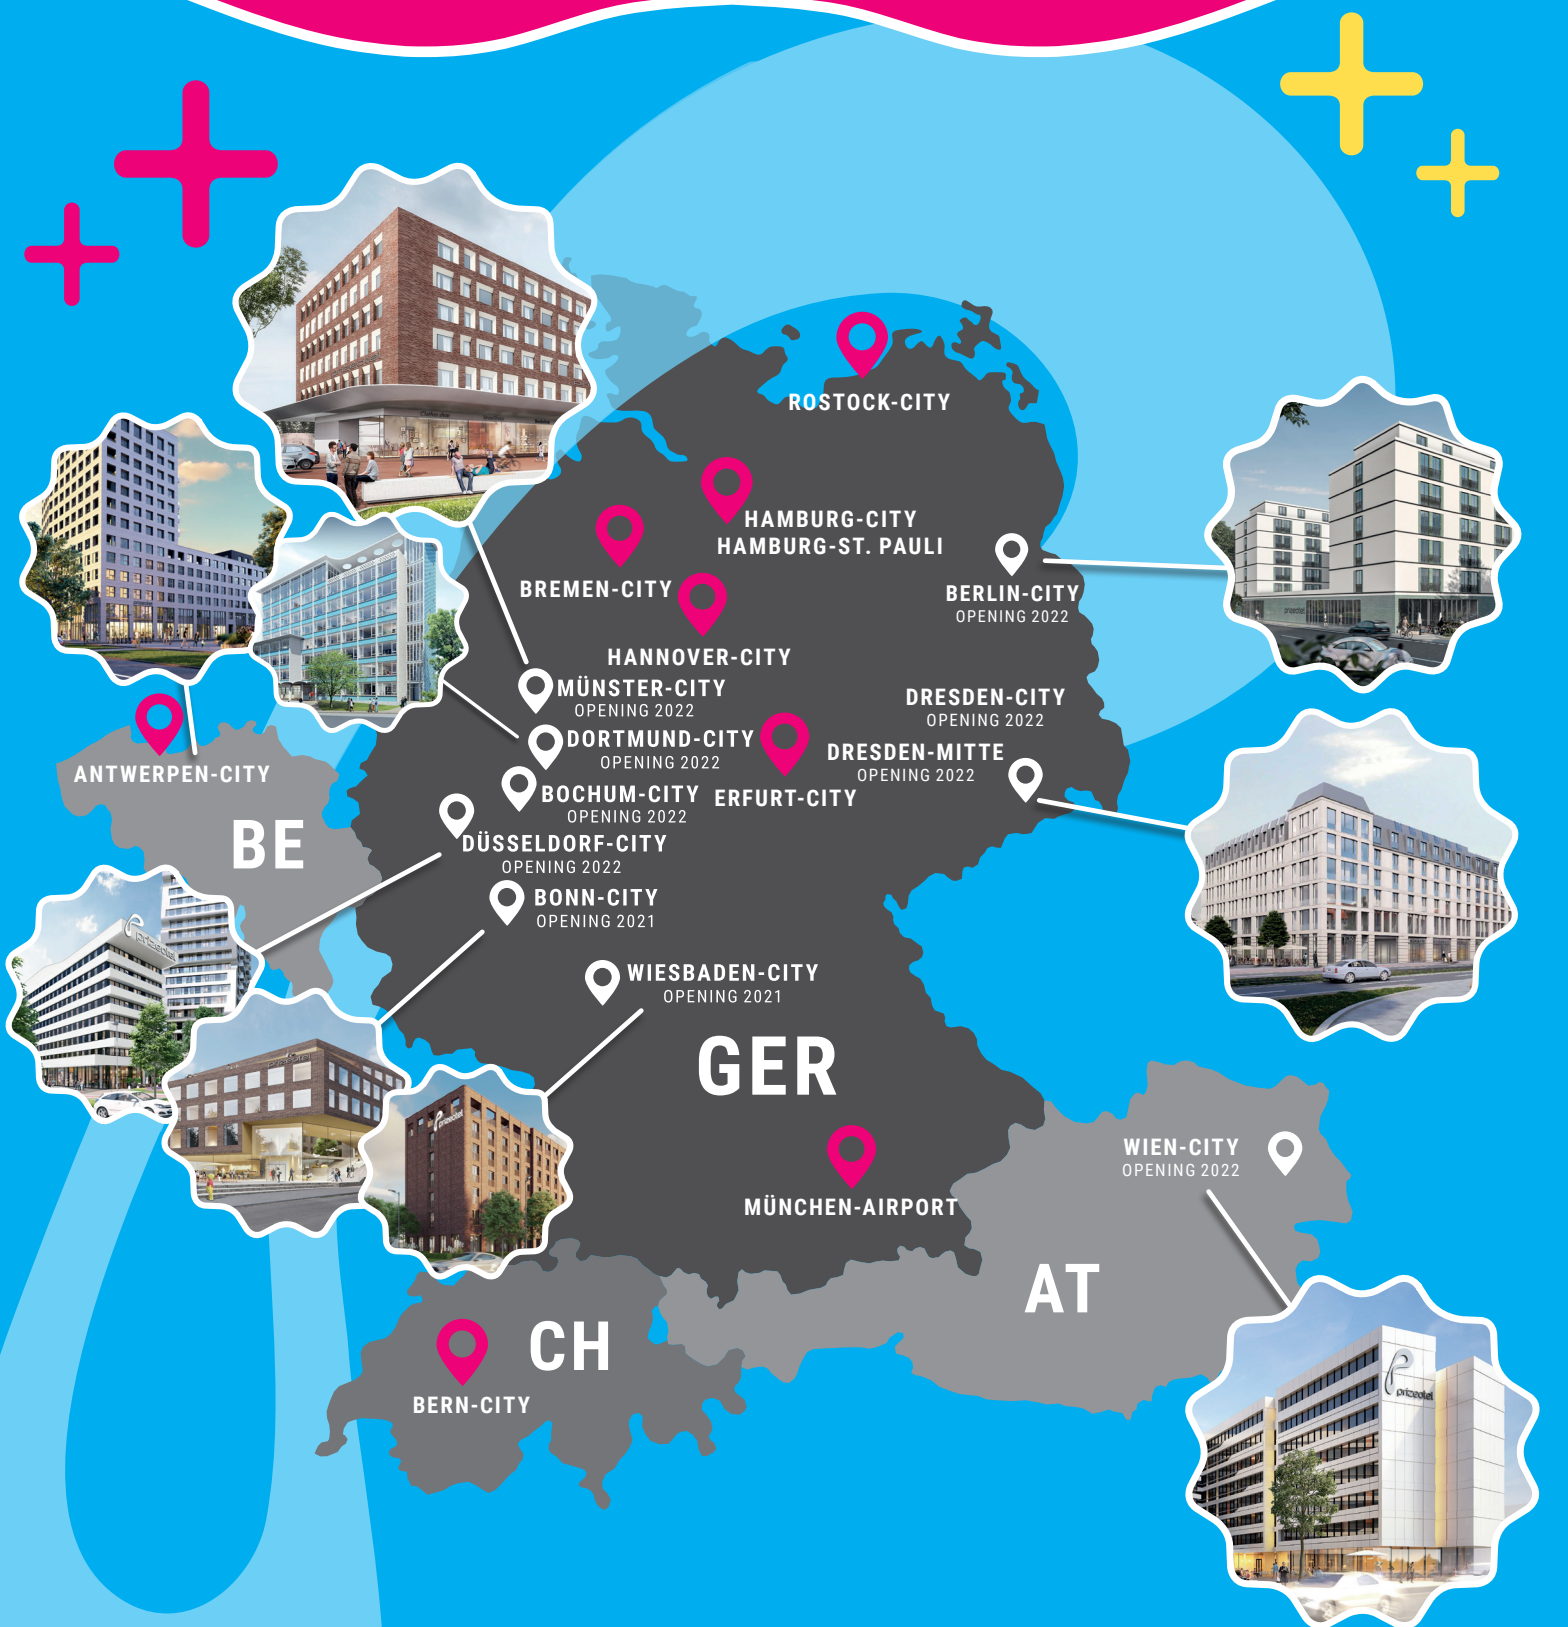 ROSTOCK-CITY
HAMBURG-CITY
HAMBURG-ST. PAULI
BREMEN-CITY
BERLIN-CITY
OPENING 2022
HANNOVER-CITY
MÜNSTER-CITY
OPENING 2022
DRESDEN-CITY
OPENING 2022
DORTMUND-CITY
OPENING 2022
DRESDEN-MITTE
OPENING 2022
ANTWERPEN-CITY
BOCHUM-CITY
OPENING 2022
ERFURT-CITY
BE
DÜSSELDORF-CITY
OPENING 2022
BONN-CITY
OPENING 2021
prizeotel
WIESBADEN-CITY
OPENING 2021
GER
prizeotel
WIEN-CITY
OPENING 2022
MÜNCHEN-AIRPORT
AT
CH
BERN-CITY
prizeotel